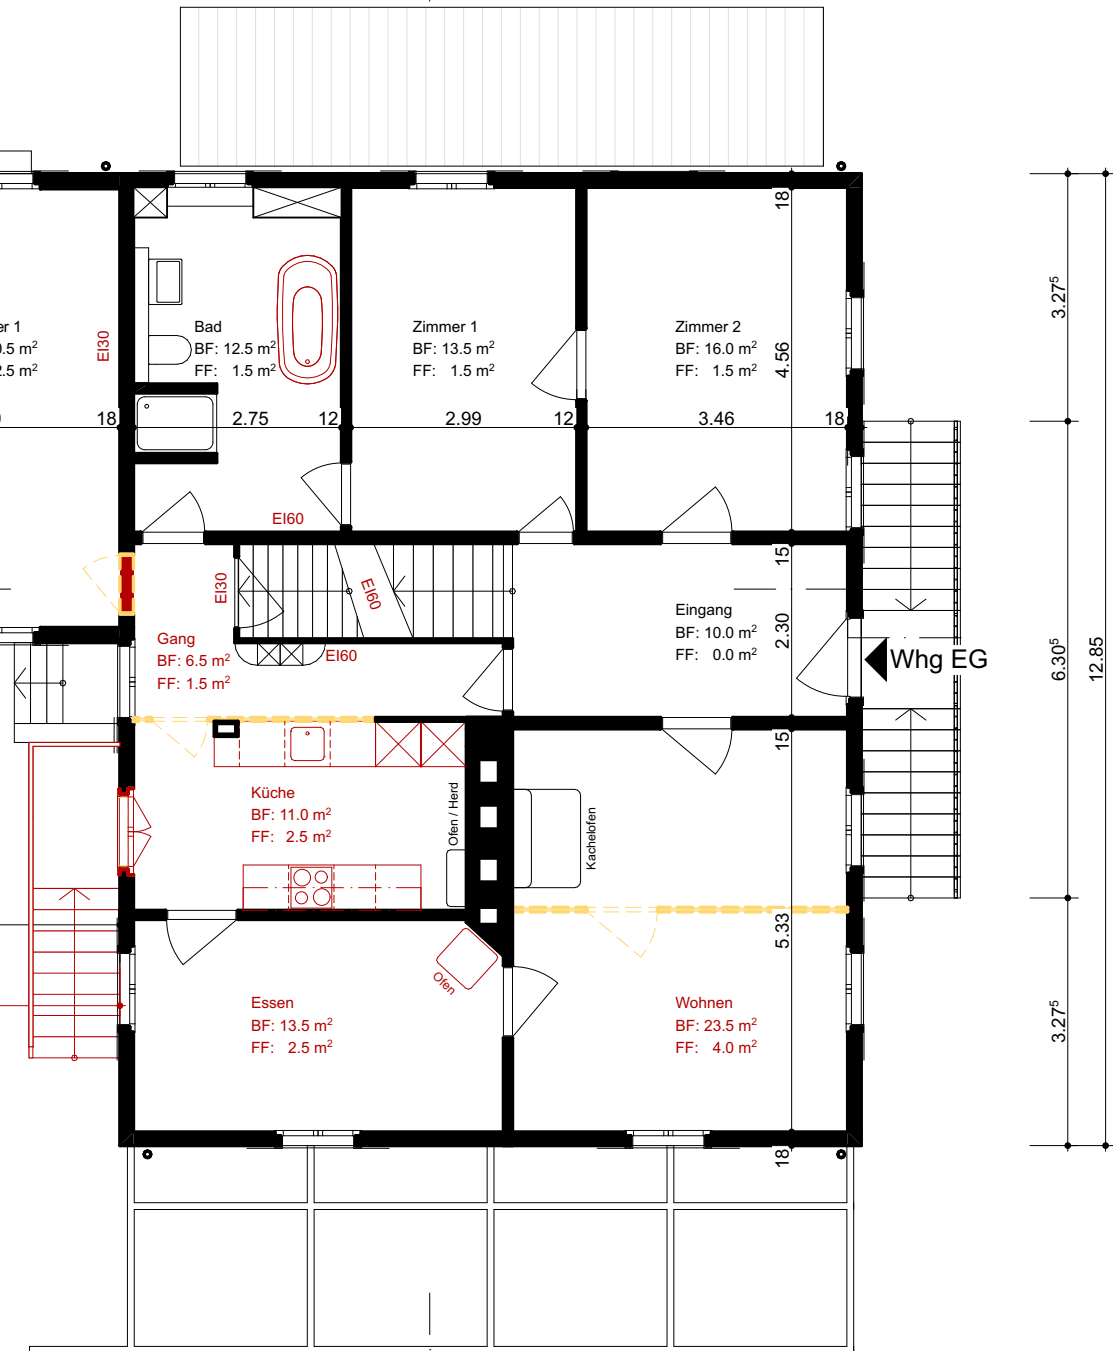 18
3.27⁵
er 1
0.5 m²
2.5 m²
EI30
Bad
BF: 12.5 m²
FF: 1.5 m²
Zimmer 1
BF: 13.5 m²
FF: 1.5 m²
Zimmer 2
BF: 16.0 m²
FF: 1.5 m²
4.56
18
2.75
12
2.99
12
3.46
18
EI60
15
EI30
EI60
Gang
BF: 6.5 m²
FF: 1.5 m²
EI60
Eingang
BF: 10.0 m²
FF: 0.0 m²
2.30
Whg EG
6.30⁵
12.85
15
Küche
BF: 11.0 m²
FF: 2.5 m²
Ofen / Herd
Kachelofen
5.33
Ofen
Essen
BF: 13.5 m²
FF: 2.5 m²
Wohnen
BF: 23.5 m²
FF: 4.0 m²
3.27⁵
18